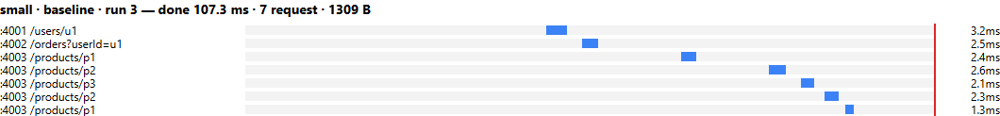 small · baseline · run 3 — done 107.3 ms · 7 request · 1309 B
:4001 /users/u1 3.2ms
:4002 /orders?userId=u1 2.5ms
:4003 /products/p1 2.4ms
:4003 /products/p2 2.6ms
:4003 /products/p3 2.1ms
:4003 /products/p2 2.3ms
:4003 /products/p1 1.3ms